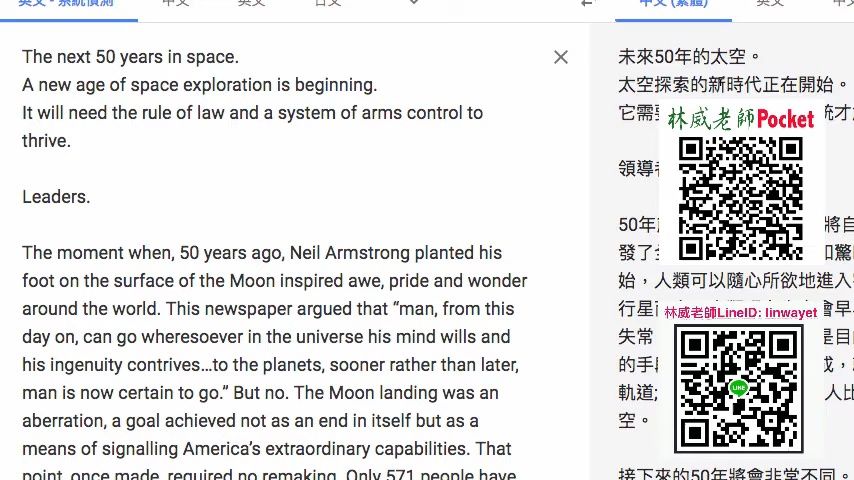 英文 - 系統偵測 中文 英文 日文
中文 (繁體) 英文 中文
The next 50 years in space.
A new age of space exploration is beginning.
It will need the rule of law and a system of arms control to
thrive.
Leaders.
The moment when, 50 years ago, Neil Armstrong planted his
foot on the surface of the Moon inspired awe, pride and wonder
around the world. This newspaper argued that “man, from this
day on, can go wheresoever in the universe his mind wills and
his ingenuity contrives…to the planets, sooner rather than later,
man is now certain to go.” But no. The Moon landing was an
aberration, a goal achieved not as an end in itself but as a
means of signalling America’s extraordinary capabilities. That
point, once made, required no remaking. Only 571 people have
未來50年的太空。
太空探索的新時代正在開始。
它需
領導
50年 將自
發了
始，人類可以隨心所欲地進入
行星 會早
失常 是目
的手 成，
軌道; 人比
空。
接下來的50年將會非常不同。
林威老師Pocket
林威老師LineID: linwayet
LINE